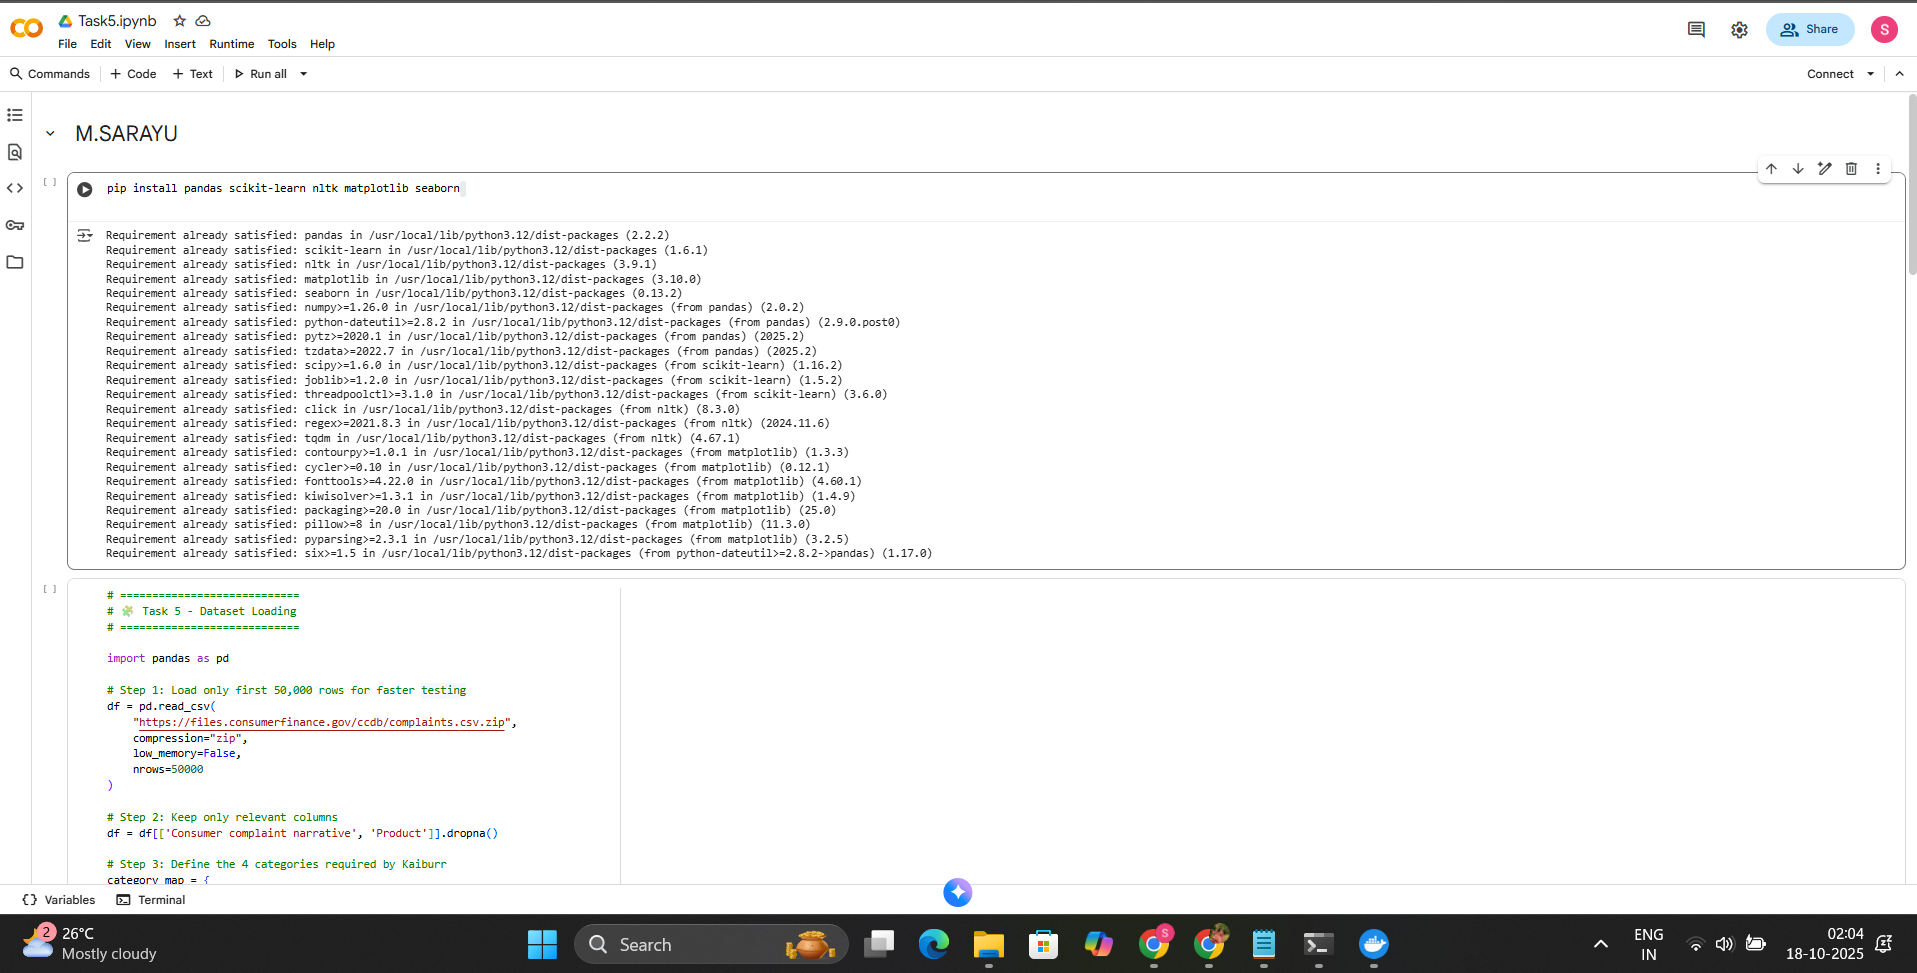 Task5.ipynb
File Edit View Insert Runtime Tools Help
Share
S
Commands + Code + Text Run all
Connect
M.SARAYU
[ ]
pip install pandas scikit-learn nltk matplotlib seaborn
Requirement already satisfied: pandas in /usr/local/lib/python3.12/dist-packages (2.2.2)
Requirement already satisfied: scikit-learn in /usr/local/lib/python3.12/dist-packages (1.6.1)
Requirement already satisfied: nltk in /usr/local/lib/python3.12/dist-packages (3.9.1)
Requirement already satisfied: matplotlib in /usr/local/lib/python3.12/dist-packages (3.10.0)
Requirement already satisfied: seaborn in /usr/local/lib/python3.12/dist-packages (0.13.2)
Requirement already satisfied: numpy>=1.26.0 in /usr/local/lib/python3.12/dist-packages (from pandas) (2.0.2)
Requirement already satisfied: python-dateutil>=2.8.2 in /usr/local/lib/python3.12/dist-packages (from pandas) (2.9.0.post0)
Requirement already satisfied: pytz>=2020.1 in /usr/local/lib/python3.12/dist-packages (from pandas) (2025.2)
Requirement already satisfied: tzdata>=2022.7 in /usr/local/lib/python3.12/dist-packages (from pandas) (2025.2)
Requirement already satisfied: scipy>=1.6.0 in /usr/local/lib/python3.12/dist-packages (from scikit-learn) (1.16.2)
Requirement already satisfied: joblib>=1.2.0 in /usr/local/lib/python3.12/dist-packages (from scikit-learn) (1.5.2)
Requirement already satisfied: threadpoolctl>=3.1.0 in /usr/local/lib/python3.12/dist-packages (from scikit-learn) (3.6.0)
Requirement already satisfied: click in /usr/local/lib/python3.12/dist-packages (from nltk) (8.3.0)
Requirement already satisfied: regex>=2021.8.3 in /usr/local/lib/python3.12/dist-packages (from nltk) (2024.11.6)
Requirement already satisfied: tqdm in /usr/local/lib/python3.12/dist-packages (from nltk) (4.67.1)
Requirement already satisfied: contourpy>=1.0.1 in /usr/local/lib/python3.12/dist-packages (from matplotlib) (1.3.3)
Requirement already satisfied: cycler>=0.10 in /usr/local/lib/python3.12/dist-packages (from matplotlib) (0.12.1)
Requirement already satisfied: fonttools>=4.22.0 in /usr/local/lib/python3.12/dist-packages (from matplotlib) (4.60.1)
Requirement already satisfied: kiwisolver>=1.3.1 in /usr/local/lib/python3.12/dist-packages (from matplotlib) (1.4.9)
Requirement already satisfied: packaging>=20.0 in /usr/local/lib/python3.12/dist-packages (from matplotlib) (25.0)
Requirement already satisfied: pillow>=8 in /usr/local/lib/python3.12/dist-packages (from matplotlib) (11.3.0)
Requirement already satisfied: pyparsing>=2.3.1 in /usr/local/lib/python3.12/dist-packages (from matplotlib) (3.2.5)
Requirement already satisfied: six>=1.5 in /usr/local/lib/python3.12/dist-packages (from python-dateutil>=2.8.2->pandas) (1.17.0)
[ ]
# ============================
# 🧩 Task 5 - Dataset Loading
# ============================
import pandas as pd
# Step 1: Load only first 50,000 rows for faster testing
df = pd.read_csv(
"https://files.consumerfinance.gov/ccdb/complaints.csv.zip",
compression="zip",
low_memory=False,
nrows=50000
)
# Step 2: Keep only relevant columns
df = df[['Consumer complaint narrative', 'Product']].dropna()
# Step 3: Define the 4 categories required by Kaiburr
category_map = {
Variables Terminal
2
26°C
Mostly cloudy
Search
S
ENG
IN
02:04
18-10-2025